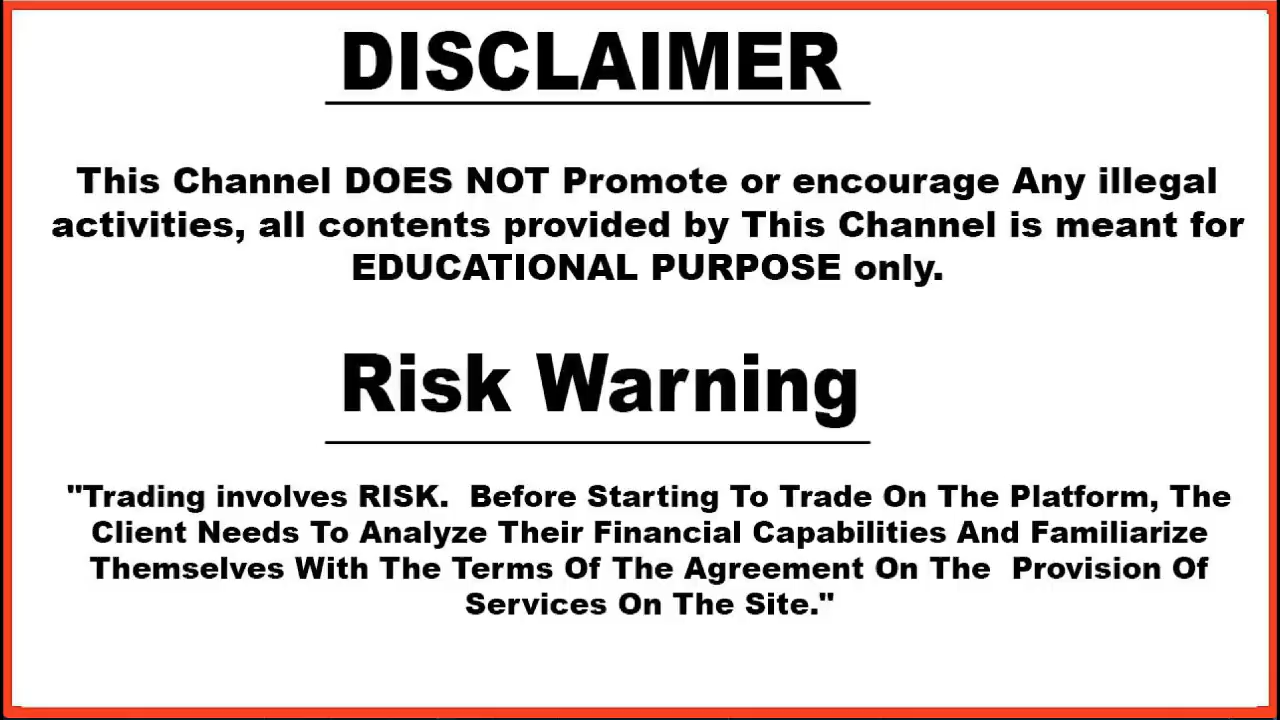 DISCLAIMER
This Channel DOES NOT Promote or encourage Any illegal
activities, all contents provided by This Channel is meant for
EDUCATIONAL PURPOSE only.
Risk Warning
"Trading involves RISK.  Before Starting To Trade On The Platform, The
Client Needs To Analyze Their Financial Capabilities And Familiarize
Themselves With The Terms Of The Agreement On The  Provision Of
Services On The Site."